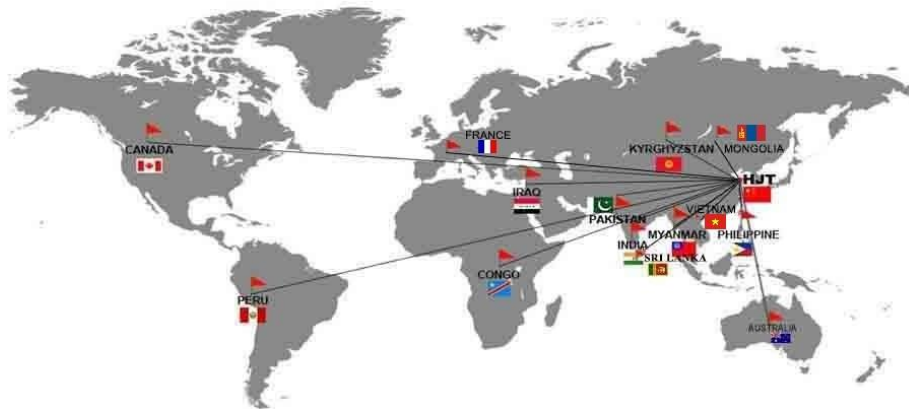 FRANCE
CANADA
KYRGHYZSTAN
MONGOLIA
HJT
IRAQ
PAKISTAN
VIETNAM
MYANMAR
PHILIPPINE
INDIA
SRI LANKA
CONGO
PERU
AUSTRALIA